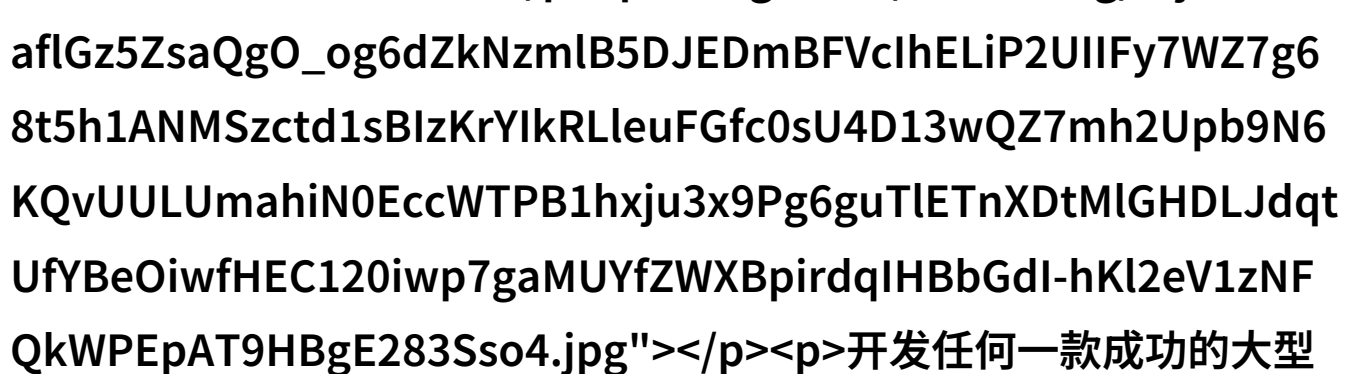 aflGz5ZsaQgO_og6dZkNzmlB5DJEDmBFVcIhELiP2UIIFy7WZ7g6
8t5h1ANMSzctd1sBIzKrYIkRLleuFGfc0sU4D13wQZ7mh2Upb9N6
KQvUULUmahiN0EccWTPB1hxju3x9Pg6guTlETnXDtMlGHDLJdqt
UfYBeOiwfHEC120iwp7gaMUYfZWXBpirdqIHBbGdI-hKl2eV1zNF
QkWPEpAT9HBgE283Sso4.jpg"></p><p>开发任何一款成功的大型